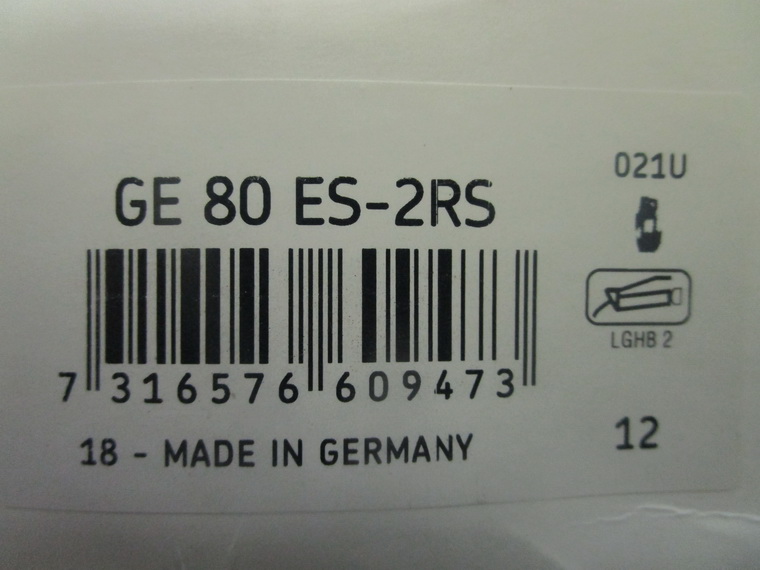 GE 80 ES-2RS
7 316576 609473
18 - MADE IN GERMANY
021U
LGHB 2
12